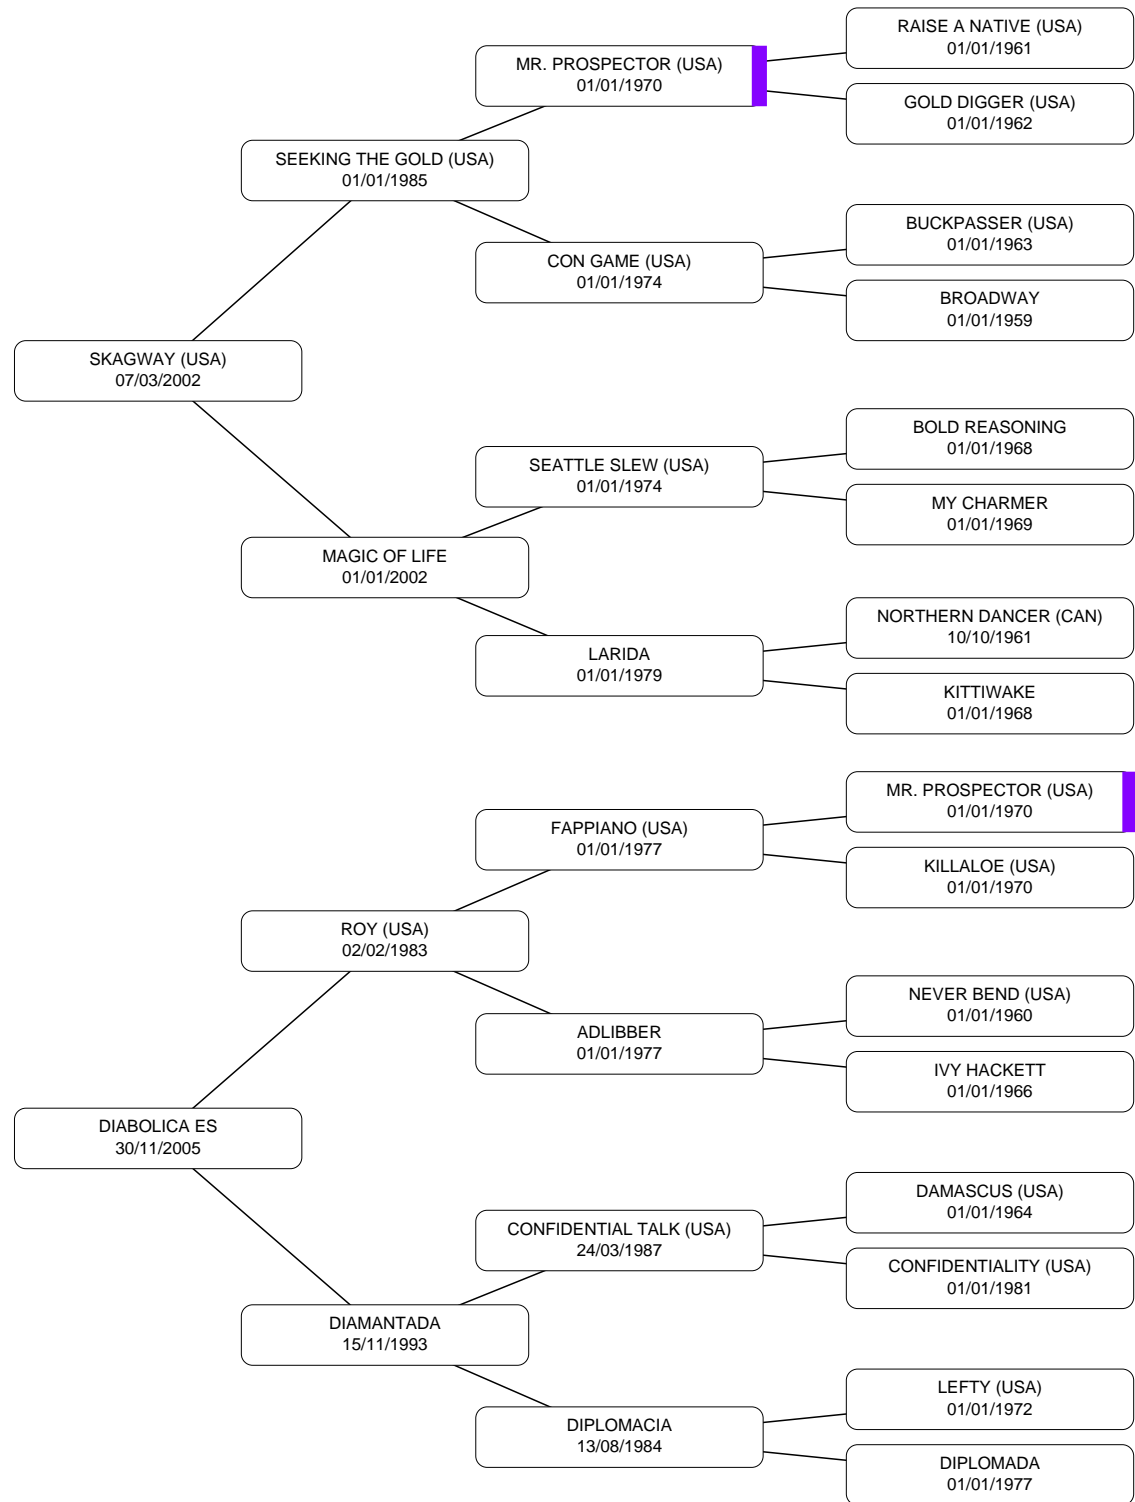 RAISE A NATIVE (USA)
01/01/1961
MR. PROSPECTOR (USA)
01/01/1970
GOLD DIGGER (USA)
01/01/1962
SEEKING THE GOLD (USA)
01/01/1985
BUCKPASSER (USA)
01/01/1963
CON GAME (USA)
01/01/1974
BROADWAY
01/01/1959
SKAGWAY (USA)
07/03/2002
BOLD REASONING
01/01/1968
SEATTLE SLEW (USA)
01/01/1974
MY CHARMER
01/01/1969
MAGIC OF LIFE
01/01/2002
NORTHERN DANCER (CAN)
10/10/1961
LARIDA
01/01/1979
KITTIWAKE
01/01/1968
MR. PROSPECTOR (USA)
01/01/1970
FAPPIANO (USA)
01/01/1977
KILLALOE (USA)
01/01/1970
ROY (USA)
02/02/1983
NEVER BEND (USA)
01/01/1960
ADLIBBER
01/01/1977
IVY HACKETT
01/01/1966
DIABOLICA ES
30/11/2005
DAMASCUS (USA)
01/01/1964
CONFIDENTIAL TALK (USA)
24/03/1987
CONFIDENTIALITY (USA)
01/01/1981
DIAMANTADA
15/11/1993
LEFTY (USA)
01/01/1972
DIPLOMACIA
13/08/1984
DIPLOMADA
01/01/1977